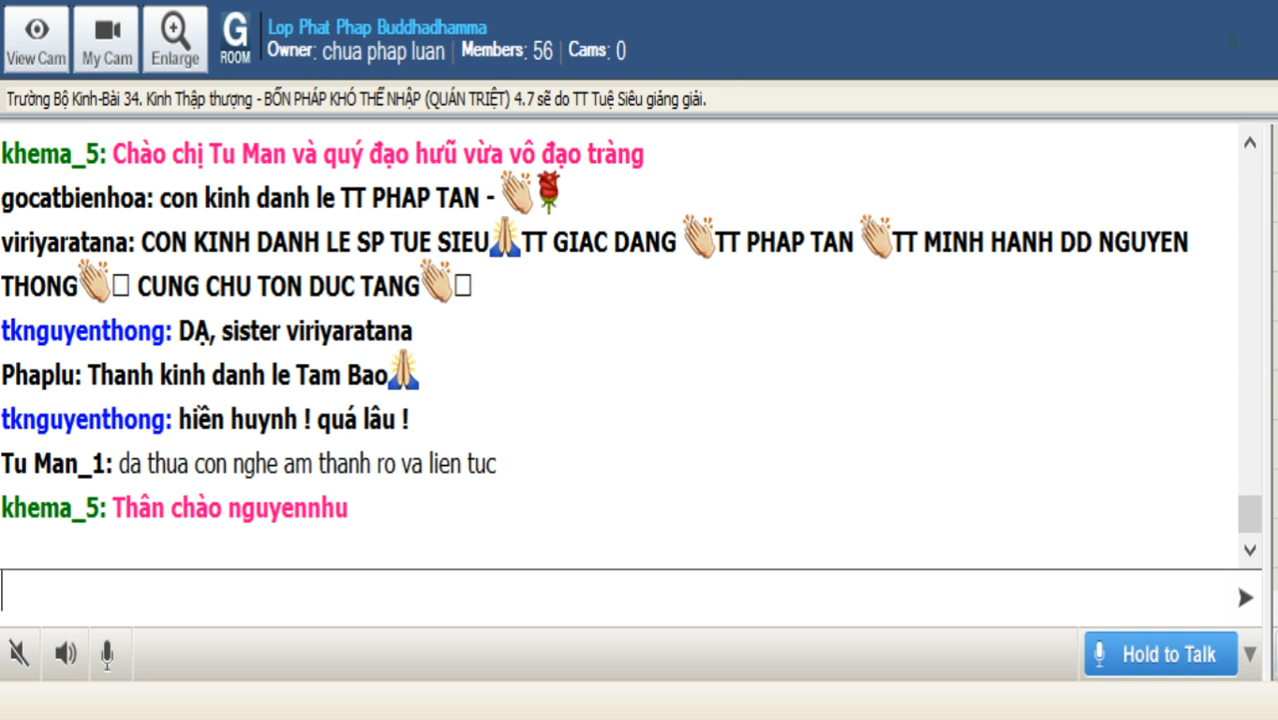 View Cam My Cam Enlarge G ROOM
Lop Phat Phap Buddhadhamma
Owner: chua phap luan | Members: 56 | Cams: 0
Trường Bộ Kinh-Bài 34. Kinh Thập thượng - BỐN PHÁP KHÓ THỂ NHẬP (QUÁN TRIỆT) 4.7 sẽ do TT Tuệ Siêu giảng giải.
khema_5: Chào chị Tu Man và quý đạo hưũ vừa vô đạo tràng
gocatbienhoa: con kinh danh le TT PHAP TAN - 👏🌹
viriyaratana: CON KINH DANH LE SP TUE SIEU🙏TT GIAC DANG 👏TT PHAP TAN 👏TT MINH HANH DD NGUYEN
THONG👏□ CUNG CHU TON DUC TANG👏□
tknguyenthong: DẠ, sister viriyaratana
Phaplu: Thanh kinh danh le Tam Bao🙏
tknguyenthong: hiền huynh ! quá lâu !
Tu Man_1: da thua con nghe am thanh ro va lien tuc
khema_5: Thân chào nguyennhu
Hold to Talk